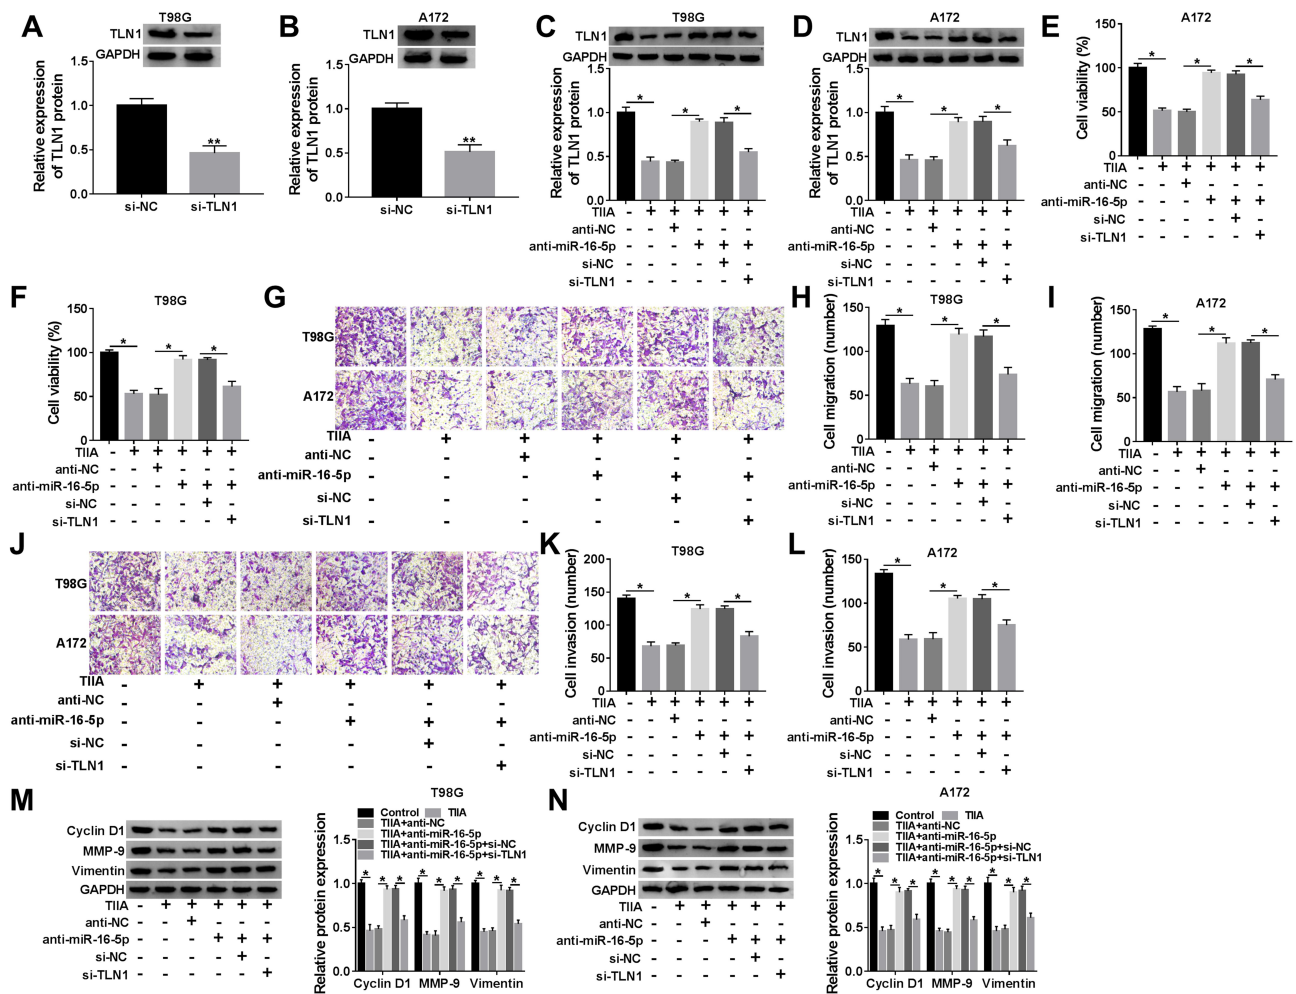 A
T98G
TLN1
GAPDH
Relative expression
of TLN1 protein
1.5
1.0
0.5
0.0
**
si-NC si-TLN1
B
A172
TLN1
GAPDH
Relative expression
of TLN1 protein
1.5
1.0
0.5
0.0
**
si-NC si-TLN1
C
T98G
TLN1
GAPDH
Relative expression
of TLN1 protein
1.5
1.0
0.5
0.0
* * *
TIIA - + + + + +
anti-NC - - + - - -
anti-miR-16-5p - - - + + +
si-NC - - - - + -
si-TLN1 - - - - - +
D
A172
TLN1
GAPDH
Relative expression
of TLN1 protein
1.5
1.0
0.5
0.0
* * *
TIIA - + + + + +
anti-NC - - + - - -
anti-miR-16-5p - - - + + +
si-NC - - - - + -
si-TLN1 - - - - - +
E
A172
Cell viability (%)
150
100
50
0
* * *
TIIA - + + + + +
anti-NC - - + - - -
anti-miR-16-5p - - - + + +
si-NC - - - - + -
si-TLN1 - - - - - +
F
T98G
Cell viability (%)
150
100
50
0
* * *
TIIA - + + + + +
anti-NC - - + - - -
anti-miR-16-5p - - - + + +
si-NC - - - - + -
si-TLN1 - - - - - +
G
T98G
A172
TIIA - + + + + +
anti-NC - - + - - -
anti-miR-16-5p - - - + + +
si-NC - - - - + -
si-TLN1 - - - - - +
H
T98G
Cell migration (number)
150
100
50
0
* * *
TIIA - + + + + +
anti-NC - - + - - -
anti-miR-16-5p - - - + + +
si-NC - - - - + -
si-TLN1 - - - - - +
I
A172
Cell migration (number)
150
100
50
0
* * *
TIIA - + + + + +
anti-NC - - + - - -
anti-miR-16-5p - - - + + +
si-NC - - - - + -
si-TLN1 - - - - - +
J
T98G
A172
TIIA - + + + + +
anti-NC - - + - - -
anti-miR-16-5p - - - + + +
si-NC - - - - + -
si-TLN1 - - - - - +
K
T98G
Cell invasion (number)
200
150
100
50
0
* * *
TIIA - + + + + +
anti-NC - - + - - -
anti-miR-16-5p - - - + + +
si-NC - - - - + -
si-TLN1 - - - - - +
L
A172
Cell invasion (number)
150
100
50
0
* * *
TIIA - + + + + +
anti-NC - - + - - -
anti-miR-16-5p - - - + + +
si-NC - - - - + -
si-TLN1 - - - - - +
M
Cyclin D1
MMP-9
Vimentin
GAPDH
TIIA - + + + + +
anti-NC - - + - - -
anti-miR-16-5p - - - + + +
si-NC - - - - + -
si-TLN1 - - - - - +
T98G
Control TIIA
TIIA+anti-NC
TIIA+anti-miR-16-5p
TIIA+anti-miR-16-5p+si-NC
TIIA+anti-miR-16-5p+si-TLN1
Relative protein expression
1.5
1.0
0.5
0.0
* * * * * * * * *
Cyclin D1 MMP-9 Vimentin
N
Cyclin D1
MMP-9
Vimentin
GAPDH
TIIA - + + + + +
anti-NC - - + - - -
anti-miR-16-5p - - - + + +
si-NC - - - - + -
si-TLN1 - - - - - +
A172
Control TIIA
TIIA+anti-NC
TIIA+anti-miR-16-5p
TIIA+anti-miR-16-5p+si-NC
TIIA+anti-miR-16-5p+si-TLN1
Relative protein expression
1.5
1.0
0.5
0.0
* * * * * * * * *
Cyclin D1 MMP-9 Vimentin